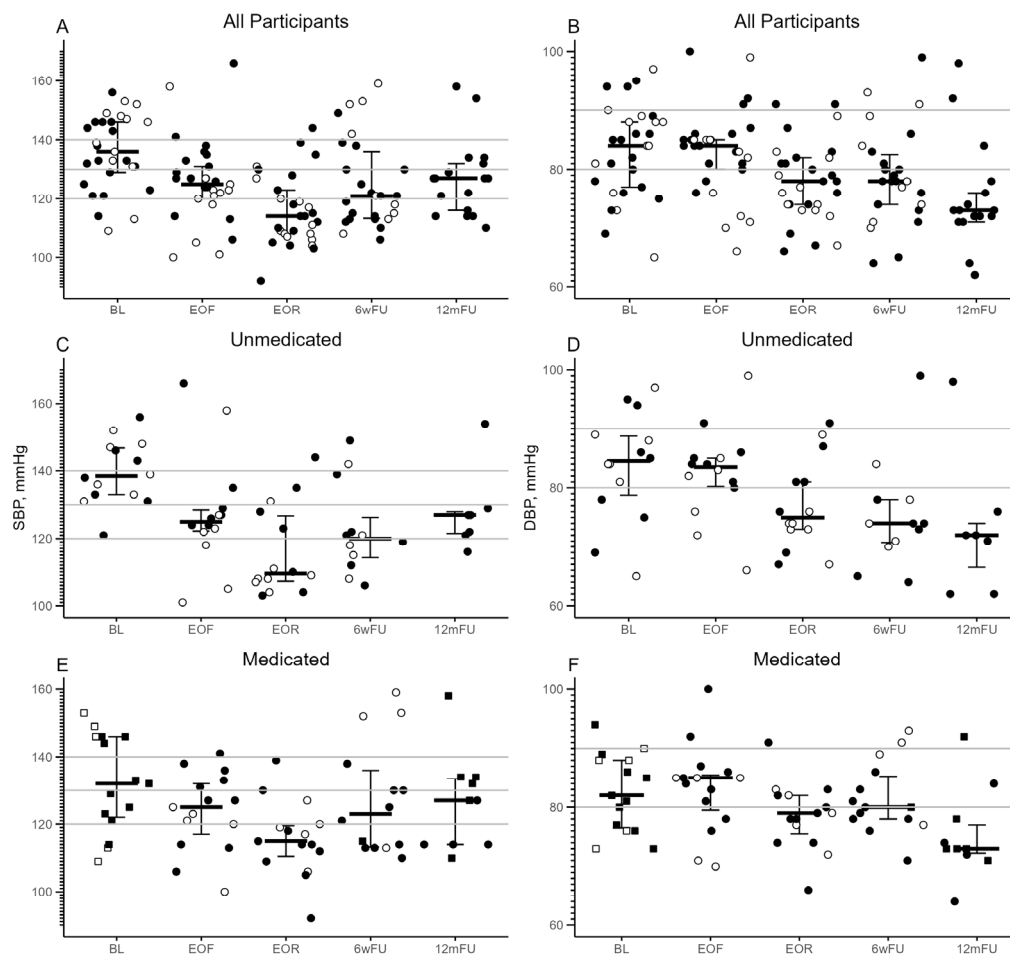 A All Participants
160
140
120
100
BL EOF EOR 6wFU 12mFU
B All Participants
100
80
60
BL EOF EOR 6wFU 12mFU
C Unmedicated
SBP, mmHg
160
140
120
100
BL EOF EOR 6wFU 12mFU
D Unmedicated
DBP, mmHg
100
80
60
BL EOF EOR 6wFU 12mFU
E Medicated
160
140
120
100
BL EOF EOR 6wFU 12mFU
F Medicated
100
80
60
BL EOF EOR 6wFU 12mFU